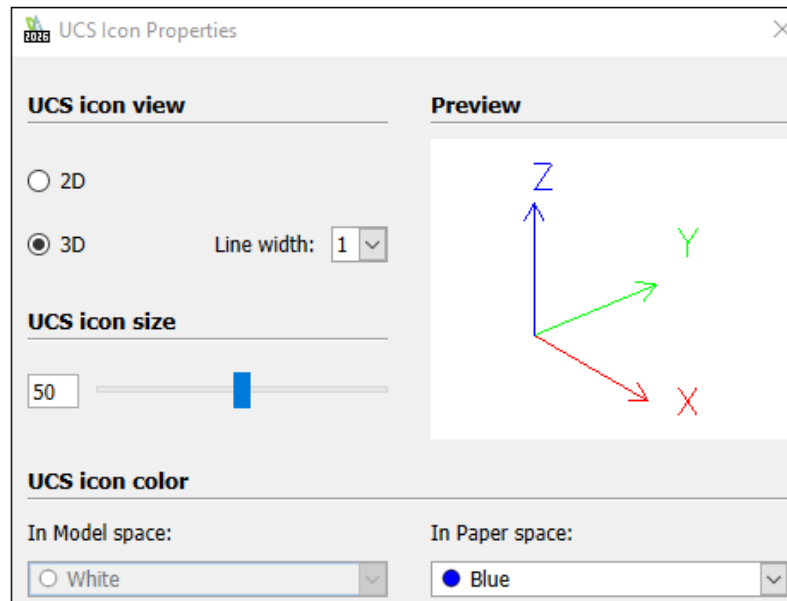 2026 UCS Icon Properties
UCS icon view
Preview
2D
3D Line width: 1
Z
Y
X
UCS icon size
50
UCS icon color
In Model space: In Paper space:
White Blue